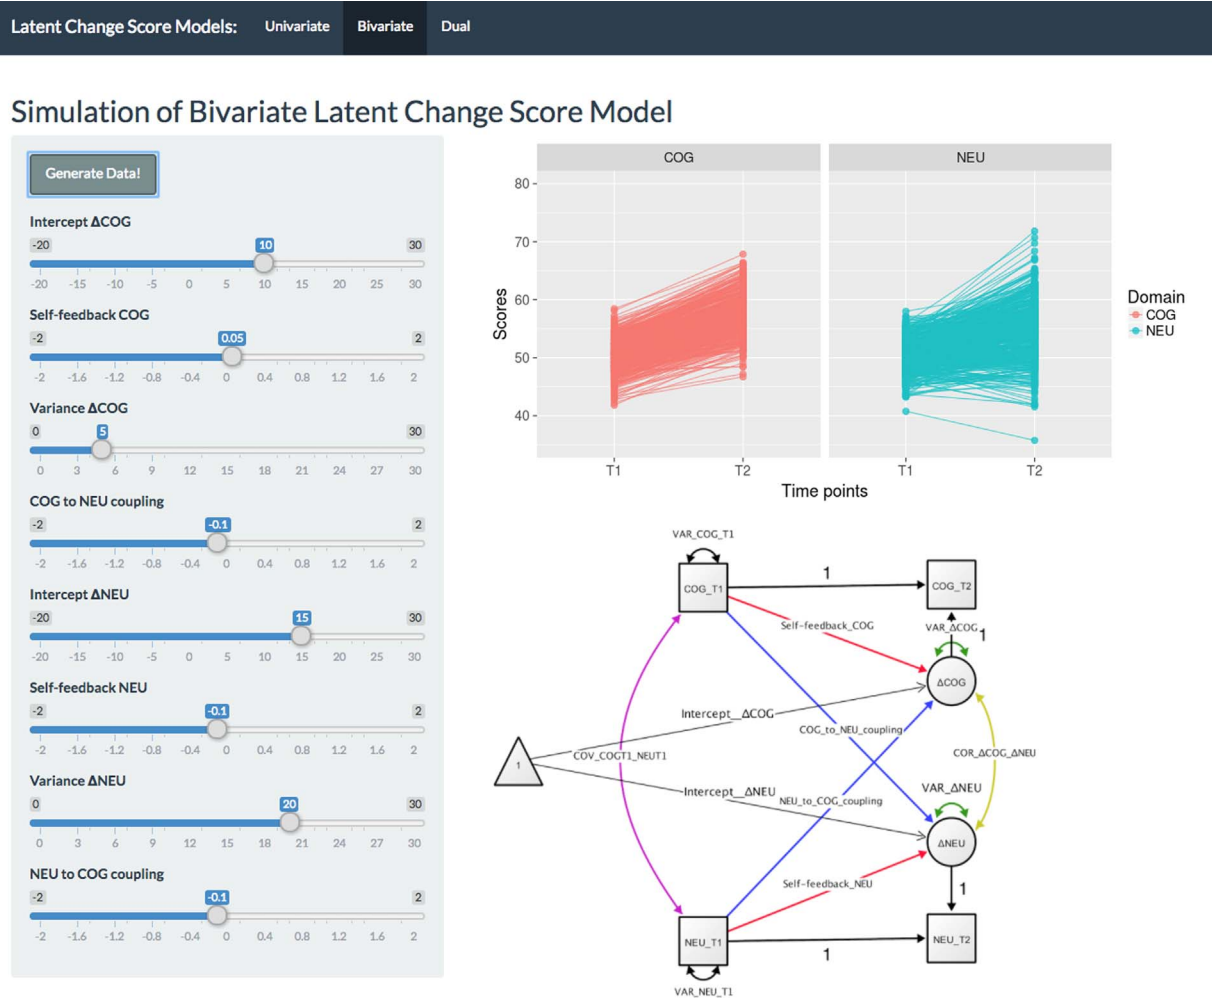 Latent Change Score Models: Univariate Bivariate Dual
Simulation of Bivariate Latent Change Score Model
Generate Data!
Intercept ΔCOG
-20 10 30
-20 -15 -10 -5 0 5 10 15 20 25 30
Self-feedback COG
-2 0.05 2
-2 -1.6 -1.2 -0.8 -0.4 0 0.4 0.8 1.2 1.6 2
Variance ΔCOG
0 5 30
0 3 6 9 12 15 18 21 24 27 30
COG to NEU coupling
-2 -0.1 2
-2 -1.6 -1.2 -0.8 -0.4 0 0.4 0.8 1.2 1.6 2
Intercept ΔNEU
-20 15 30
-20 -15 -10 -5 0 5 10 15 20 25 30
Self-feedback NEU
-2 -0.1 2
-2 -1.6 -1.2 -0.8 -0.4 0 0.4 0.8 1.2 1.6 2
Variance ΔNEU
0 20 30
0 3 6 9 12 15 18 21 24 27 30
NEU to COG coupling
-2 -0.1 2
-2 -1.6 -1.2 -0.8 -0.4 0 0.4 0.8 1.2 1.6 2
COG NEU
80
70
60
50
40
Scores
T1 T2 T1 T2
Time points
Domain
COG
NEU
VAR_COG_T1
COG_T1 1 COG_T2
Self-feedback_COG VAR_ΔCOG 1
ΔCOG
Intercept__ΔCOG
COG_to_NEU_coupling
1 COV_COGT1_NEUT1 COR_ΔCOG_ΔNEU
Intercept__ΔNEU VAR_ΔNEU
NEU_to_COG_coupling
ΔNEU
Self-feedback_NEU 1
NEU_T1 1 NEU_T2
VAR_NEU_T1